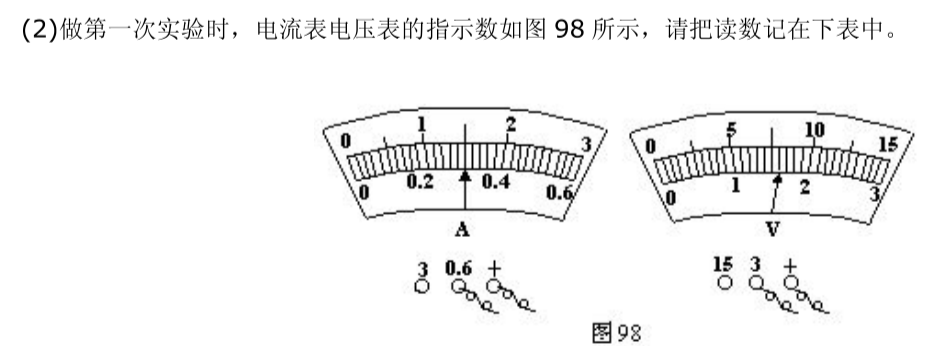 (2)做第一次实验时，电流表电压表的指示数如图 98 所示，请把读数记在下表中。
0 1 2 3
0 0.2 0.4 0.6
A
3 0.6 +
0 5 10 15
0 1 2 3
V
15 3 +
图98